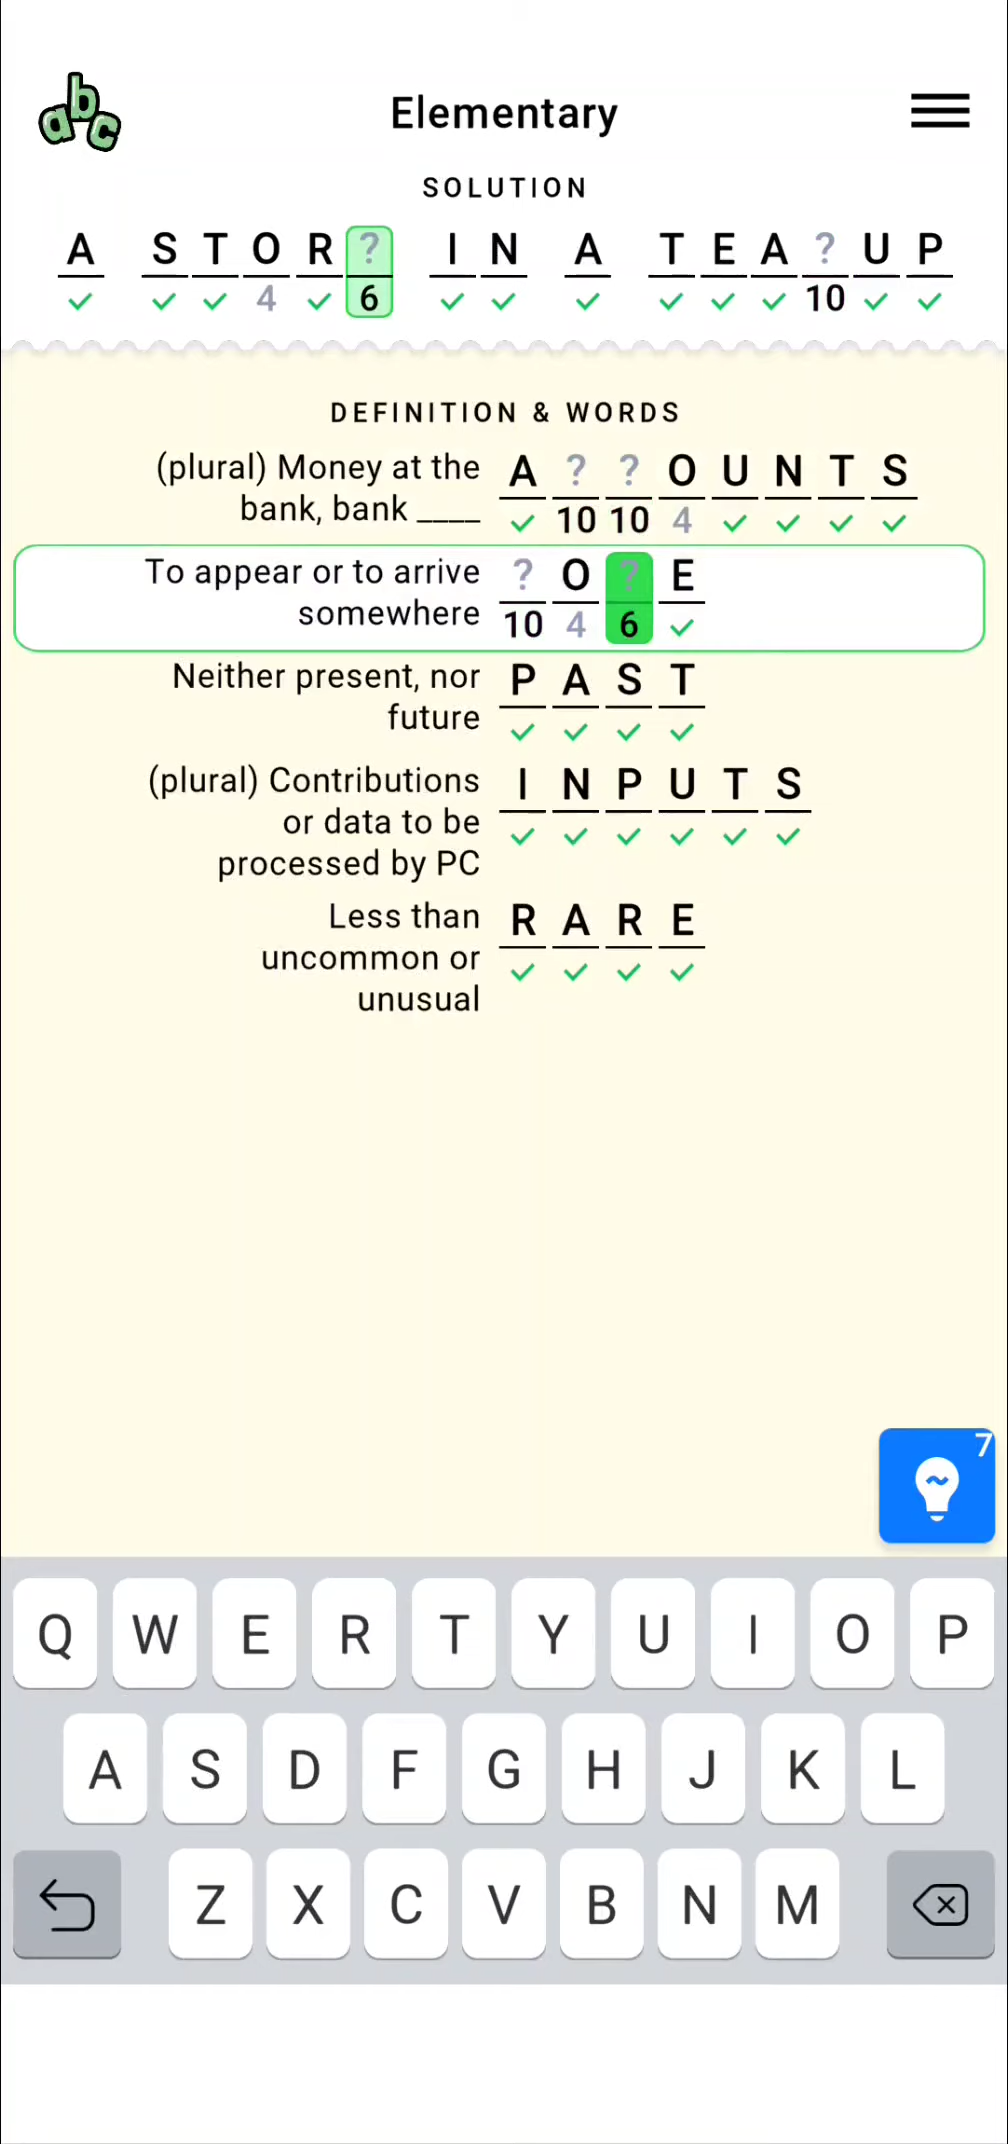 abc
Elementary
SOLUTION
A STOR? IN A TEA?UP
4 6 10
DEFINITION & WORDS
(plural) Money at the
bank, bank ____
A??OUNTS
10 10 4
To appear or to arrive
somewhere
?O?E
10 4 6
Neither present, nor
future
PAST
(plural) Contributions
or data to be
processed by PC
INPUTS
Less than
uncommon or
unusual
RARE
7
Q W E R T Y U I O P
A S D F G H J K L
Z X C V B N M